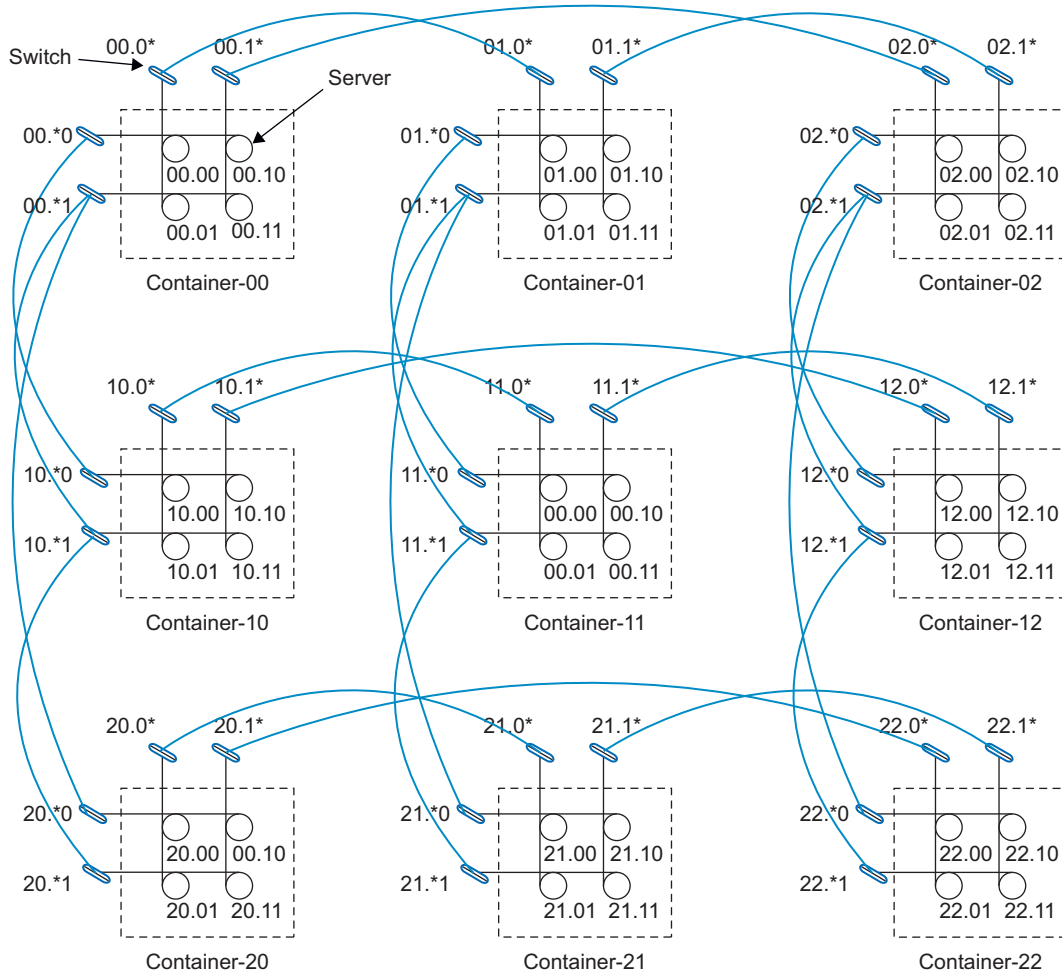 00.0* 00.1* 01.0* 01.1* 02.0* 02.1*
Switch
Server
00.*0 01.*0 02.*0
00.00 00.10 01.00 01.10 02.00 02.10
00.*1 01.*1 02.*1
00.01 00.11 01.01 01.11 02.01 02.11
Container-00 Container-01 Container-02
10.0* 10.1* 11.0* 11.1* 12.0* 12.1*
10.*0 11.*0 12.*0
10.00 10.10 00.00 00.10 12.00 12.10
10.*1 11.*1 12.*1
10.01 10.11 00.01 00.11 12.01 12.11
Container-10 Container-11 Container-12
20.0* 20.1* 21.0* 21.1* 22.0* 22.1*
20.*0 21.*0 22.*0
20.00 00.10 21.00 21.10 22.00 22.10
20.*1 21.*1 22.*1
20.01 20.11 21.01 21.11 22.01 22.11
Container-20 Container-21 Container-22